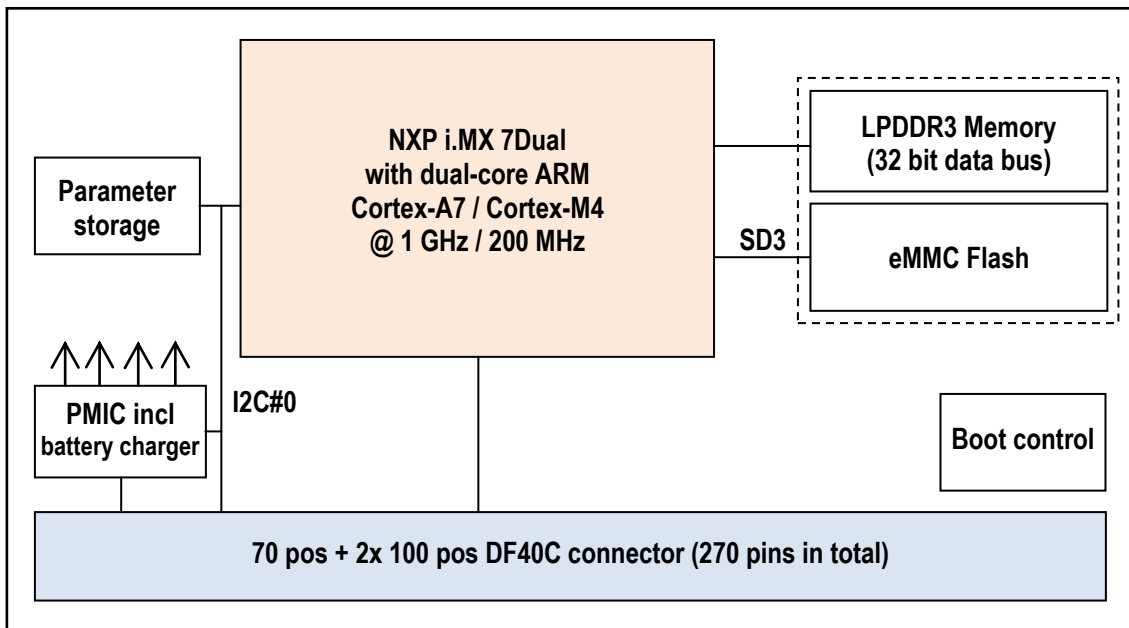 NXP i.MX 7Dual
with dual-core ARM
Cortex-A7 / Cortex-M4
@ 1 GHz / 200 MHz
LPDDR3 Memory
(32 bit data bus)
Parameter
storage
SD3
eMMC Flash
I2C#0
PMIC incl
battery charger
Boot control
70 pos + 2x 100 pos DF40C connector (270 pins in total)